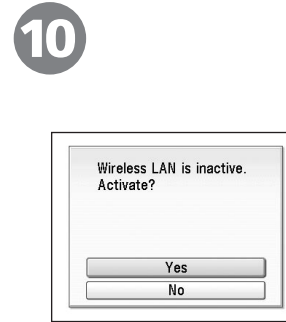 10
Wireless LAN is inactive.
Activate?
Yes
No